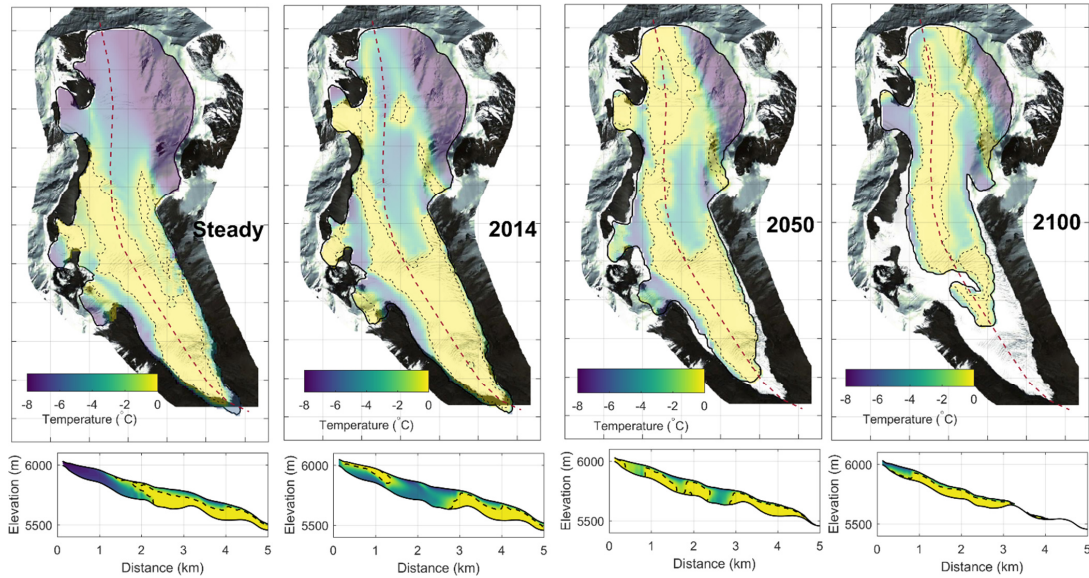 Steady
2014
2050
2100
-8 -6 -4 -2 0
Temperature (°C)
-8 -6 -4 -2 0
Temperature (°C)
-8 -6 -4 -2 0
Temperature (°C)
-8 -6 -4 -2 0
Temperature (°C)
Elevation (m)
6000
5500
0 1 2 3 4 5
Distance (km)
Elevation (m)
6000
5500
0 1 2 3 4 5
Distance (km)
Elevation (m)
6000
5500
0 1 2 3 4 5
Distance (km)
Elevation (m)
6000
5500
0 1 2 3 4 5
Distance (km)